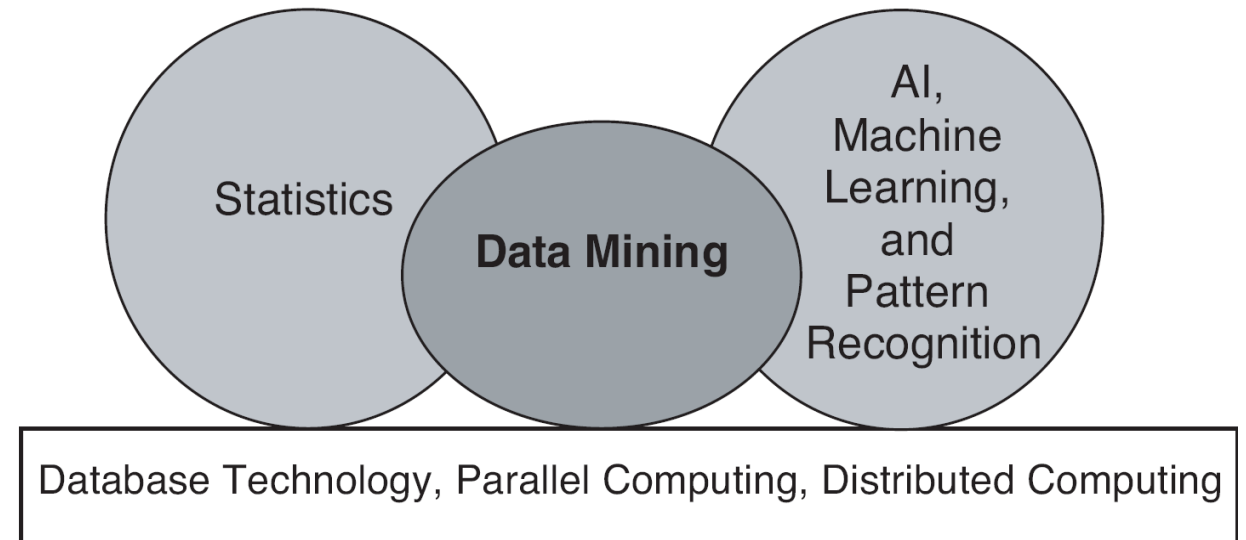 Statistics
Data Mining
AI,
Machine
Learning,
and
Pattern
Recognition
Database Technology, Parallel Computing, Distributed Computing